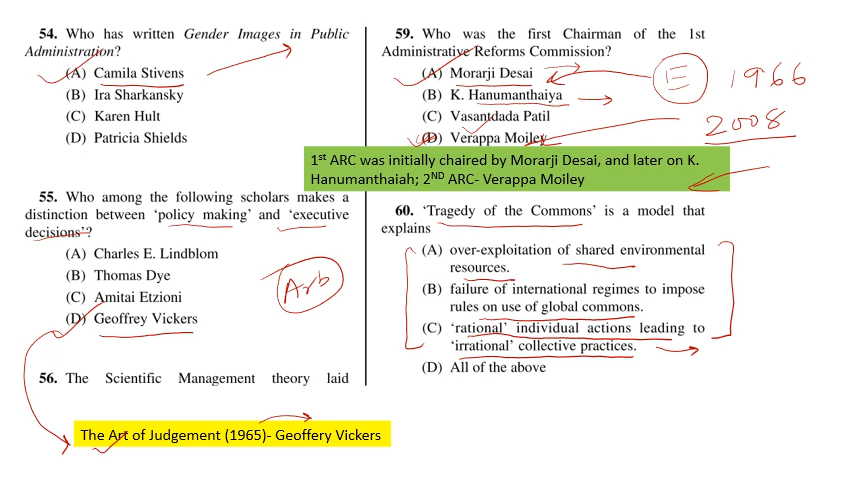 54. Who has written Gender Images in Public
Administration?
(A) Camila Stivens
(B) Ira Sharkansky
(C) Karen Hult
(D) Patricia Shields
55. Who among the following scholars makes a
distinction between ‘policy making’ and ‘executive
decisions’?
(A) Charles E. Lindblom
(B) Thomas Dye
(C) Amitai Etzioni
(D) Geoffrey Vickers
Arb
56. The Scientific Management theory laid
The Art of Judgement (1965)- Geoffery Vickers
59. Who was the first Chairman of the 1st
Administrative Reforms Commission?
(A) Morarji Desai
(B) K. Hanumanthaiya
(C) Vasantdada Patil
(D) Verappa Moiley
E 1966
2008
1st ARC was initially chaired by Morarji Desai, and later on K.
Hanumanthaiah; 2ND ARC- Verappa Moiley
60. ‘Tragedy of the Commons’ is a model that
explains
(A) over-exploitation of shared environmental
resources.
(B) failure of international regimes to impose
rules on use of global commons.
(C) ‘rational’ individual actions leading to
‘irrational’ collective practices.
(D) All of the above